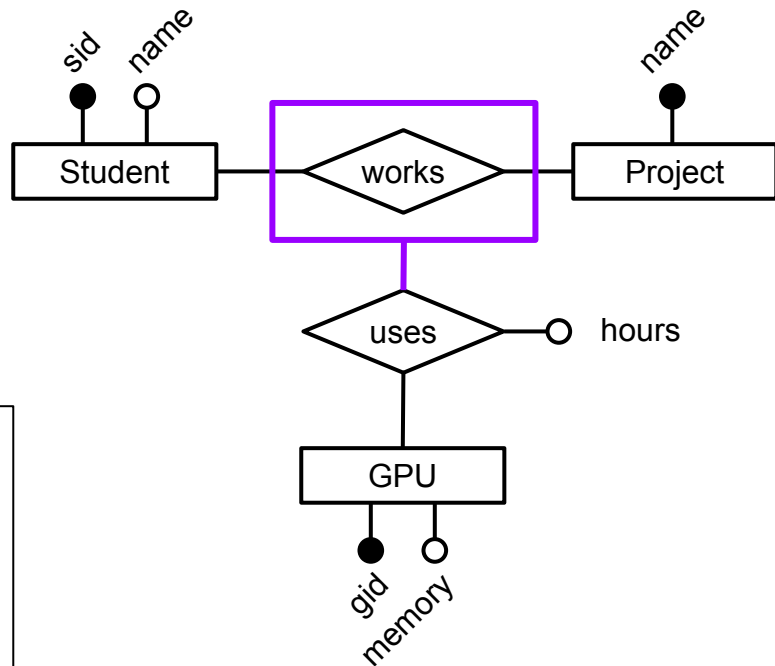 sid
name
name
Student
works
Project
uses
hours
GPU
gid
memory